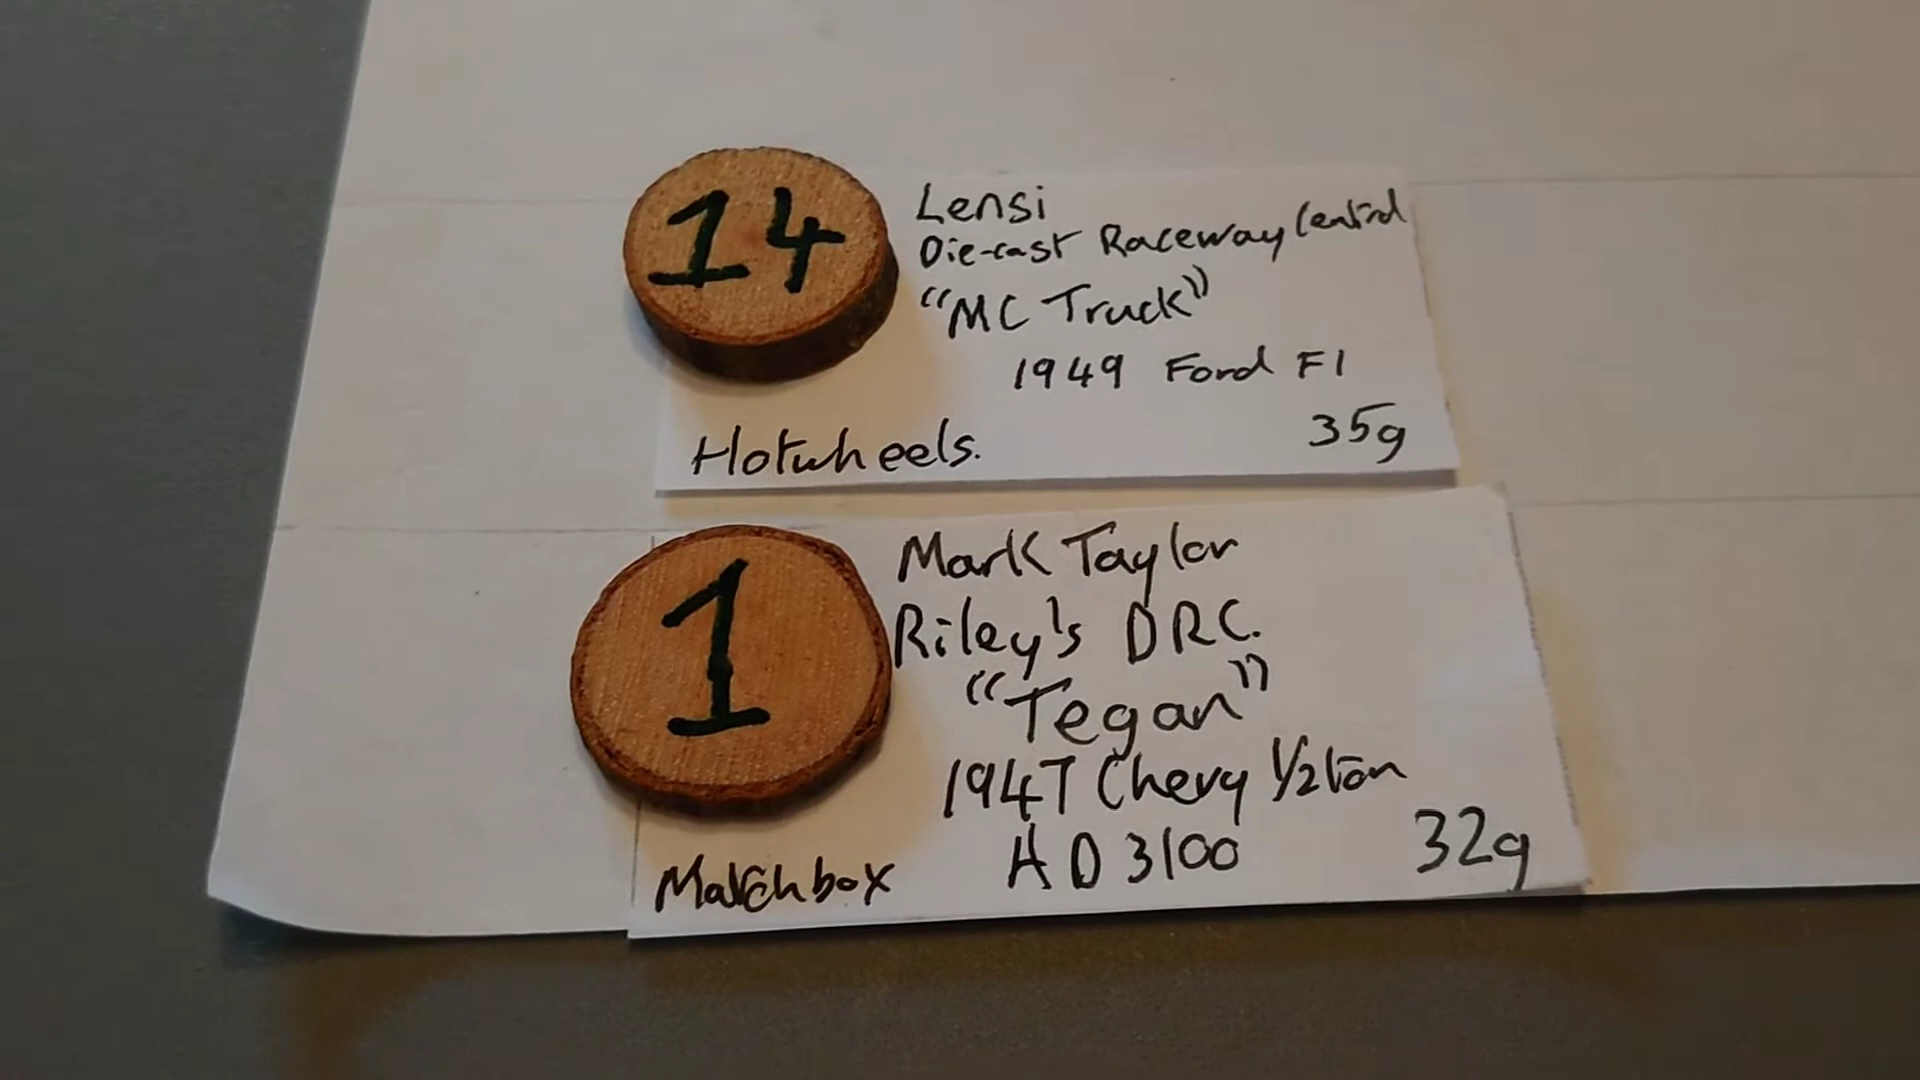 14
Lensi
Die-cast Raceway Central
"MC Truck"
1949 Ford F1
35g
Hotwheels.
1
Mark Taylor
Riley's DRC.
"Tegan"
1947 Chevy 1/2 ton
AD 3100
32g
Matchbox